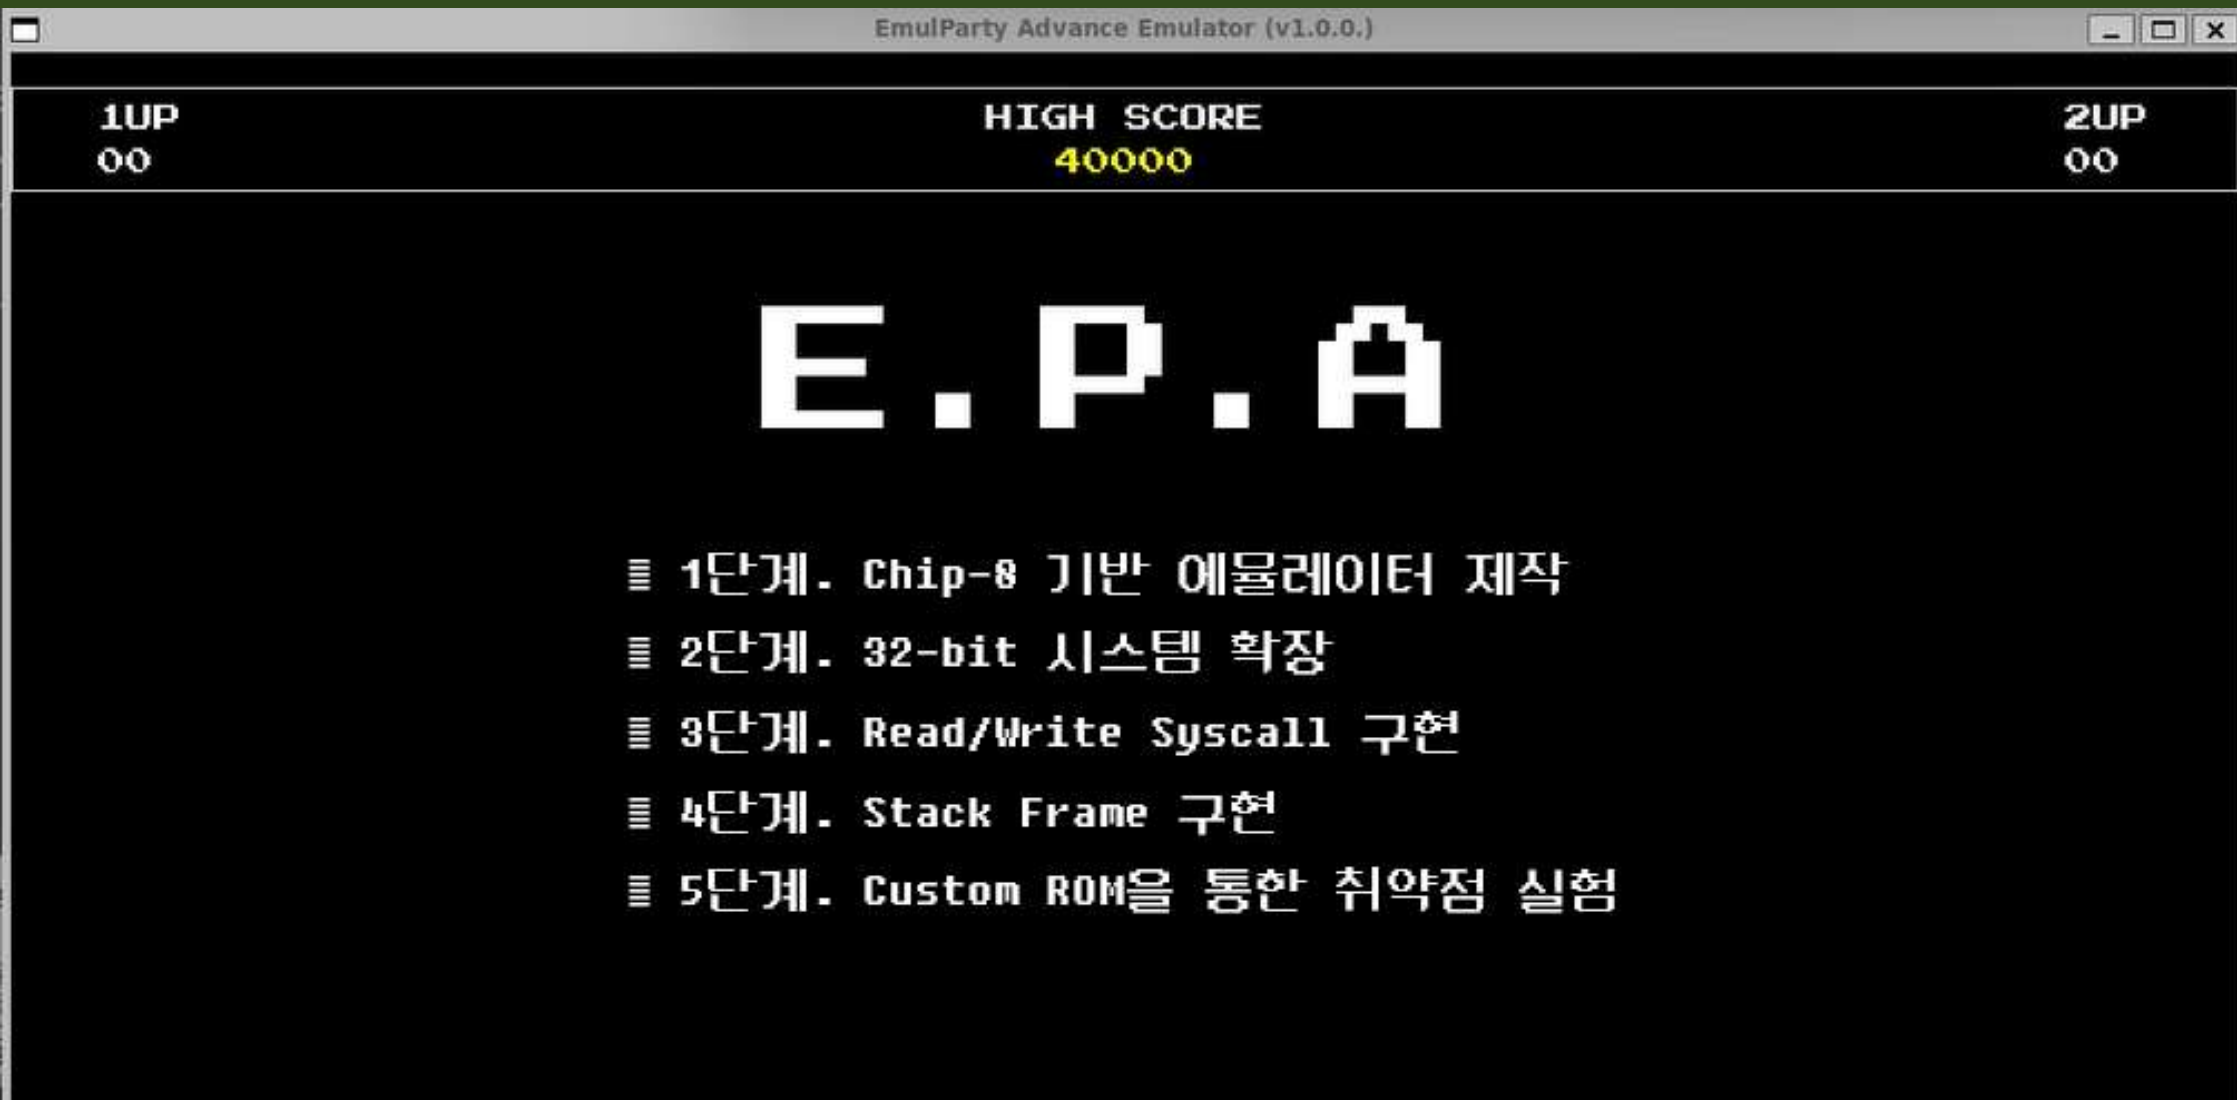 EmulParty Advance Emulator (v1.0.0.)
1UP HIGH SCORE 2UP
00 40000 00
E.P.A
≣ 1단계. Chip-8 기반 에뮬레이터 제작
≣ 2단계. 32-bit 시스템 확장
≣ 3단계. Read/Write Syscall 구현
≣ 4단계. Stack Frame 구현
≣ 5단계. Custom ROM을 통한 취약점 실험